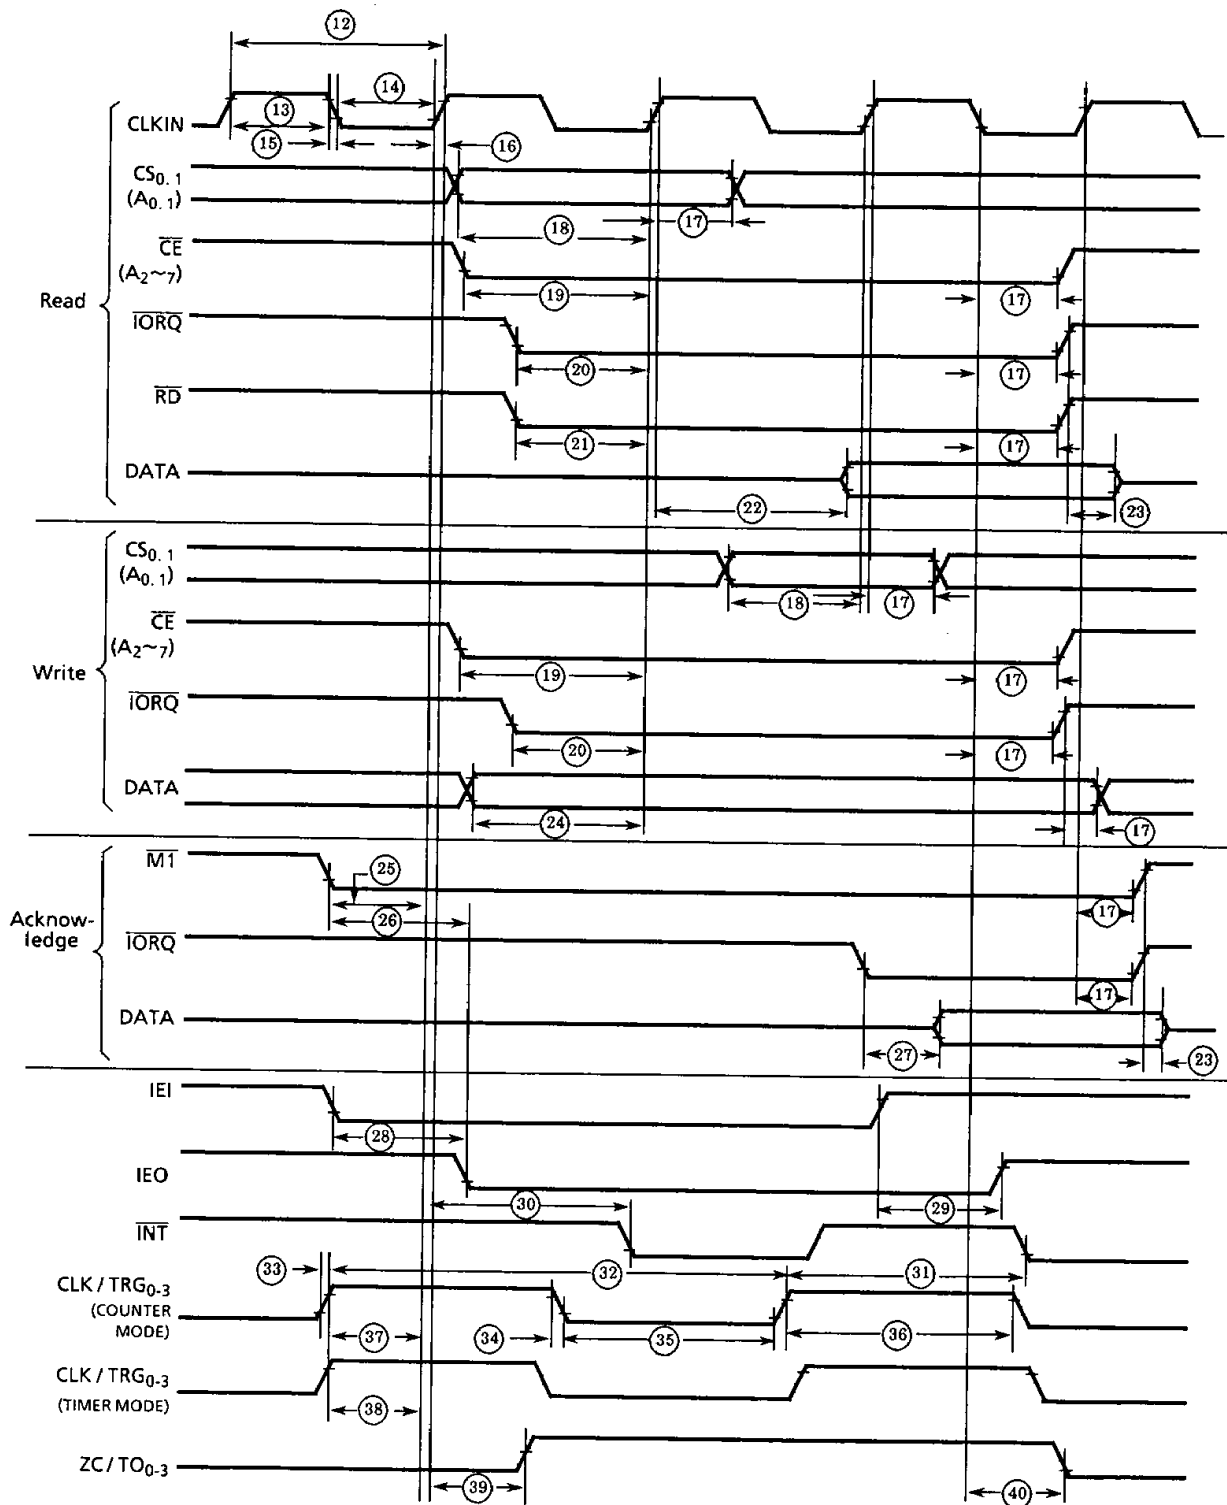 12
14
13
CLKIN
15
16
CS0.1
(A0.1)
17
18
CE
(A2~7)
19
17
Read
IORQ
20
17
RD
21
17
DATA
22
23
CS0.1
(A0.1)
18
17
CE
(A2~7)
Write
19
17
IORQ
20
17
DATA
24
17
M1
25
Acknow-
ledge
26
17
IORQ
17
DATA
27
23
IEI
28
IEO
30
29
INT
33
32
31
CLK / TRG0-3
(COUNTER
MODE)
37
34
35
36
CLK / TRG0-3
(TIMER MODE)
38
ZC / TO0-3
39
40